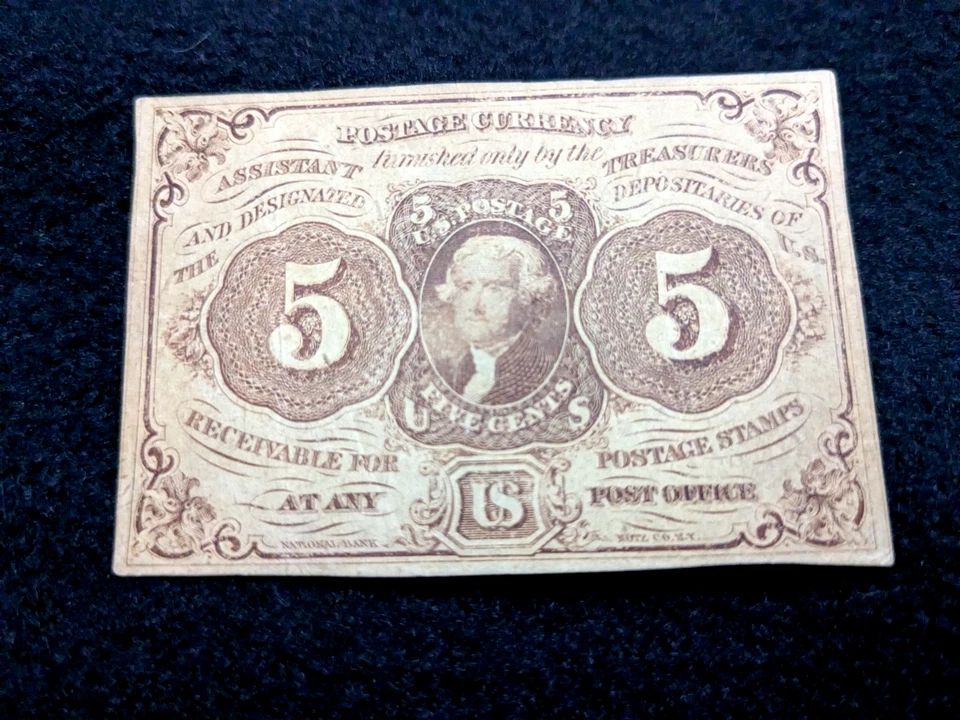 POSTAGE CURRENCY
furnished only by the
ASSISTANT TREASURERS
AND DESIGNATED DEPOSITARIES OF
THE U.S.
5 5
U.S. POSTAGE
5 5
FIVE CENTS
U S
RECEIVABLE FOR POSTAGE STAMPS
AT ANY US POST OFFICE
NATIONAL BANK NOTE CO. N.Y.